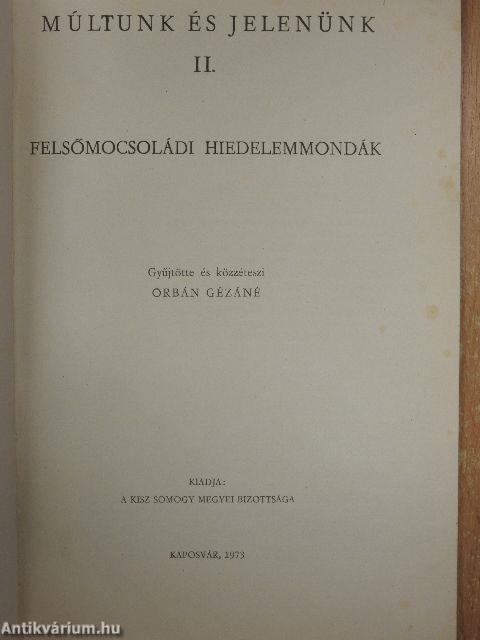 MÚLTUNK ÉS JELENÜNK
II.
FELSŐMOCSOLÁDI HIEDELEMMONDÁK
Gyűjtötte és közzéteszi
ORBÁN GÉZÁNÉ
KIADJA:
A KISZ SOMOGY MEGYEI BIZOTTSÁGA
KAPOSVÁR, 1973
Antikvárium.hu